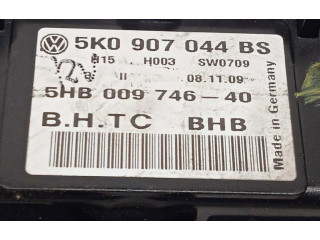 5K0 907 044 BS
H15 H003 SW0709
II 08.11.09
5HB 009 746-40
B.H.TC BHB
Made in Germany